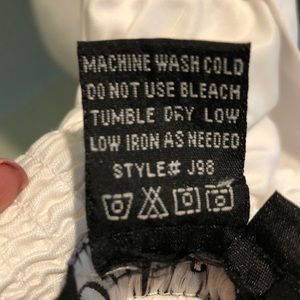 MACHINE WASH COLD
DO NOT USE BLEACH
TUMBLE DRY LOW
LOW IRON AS NEEDED
STYLE# J98